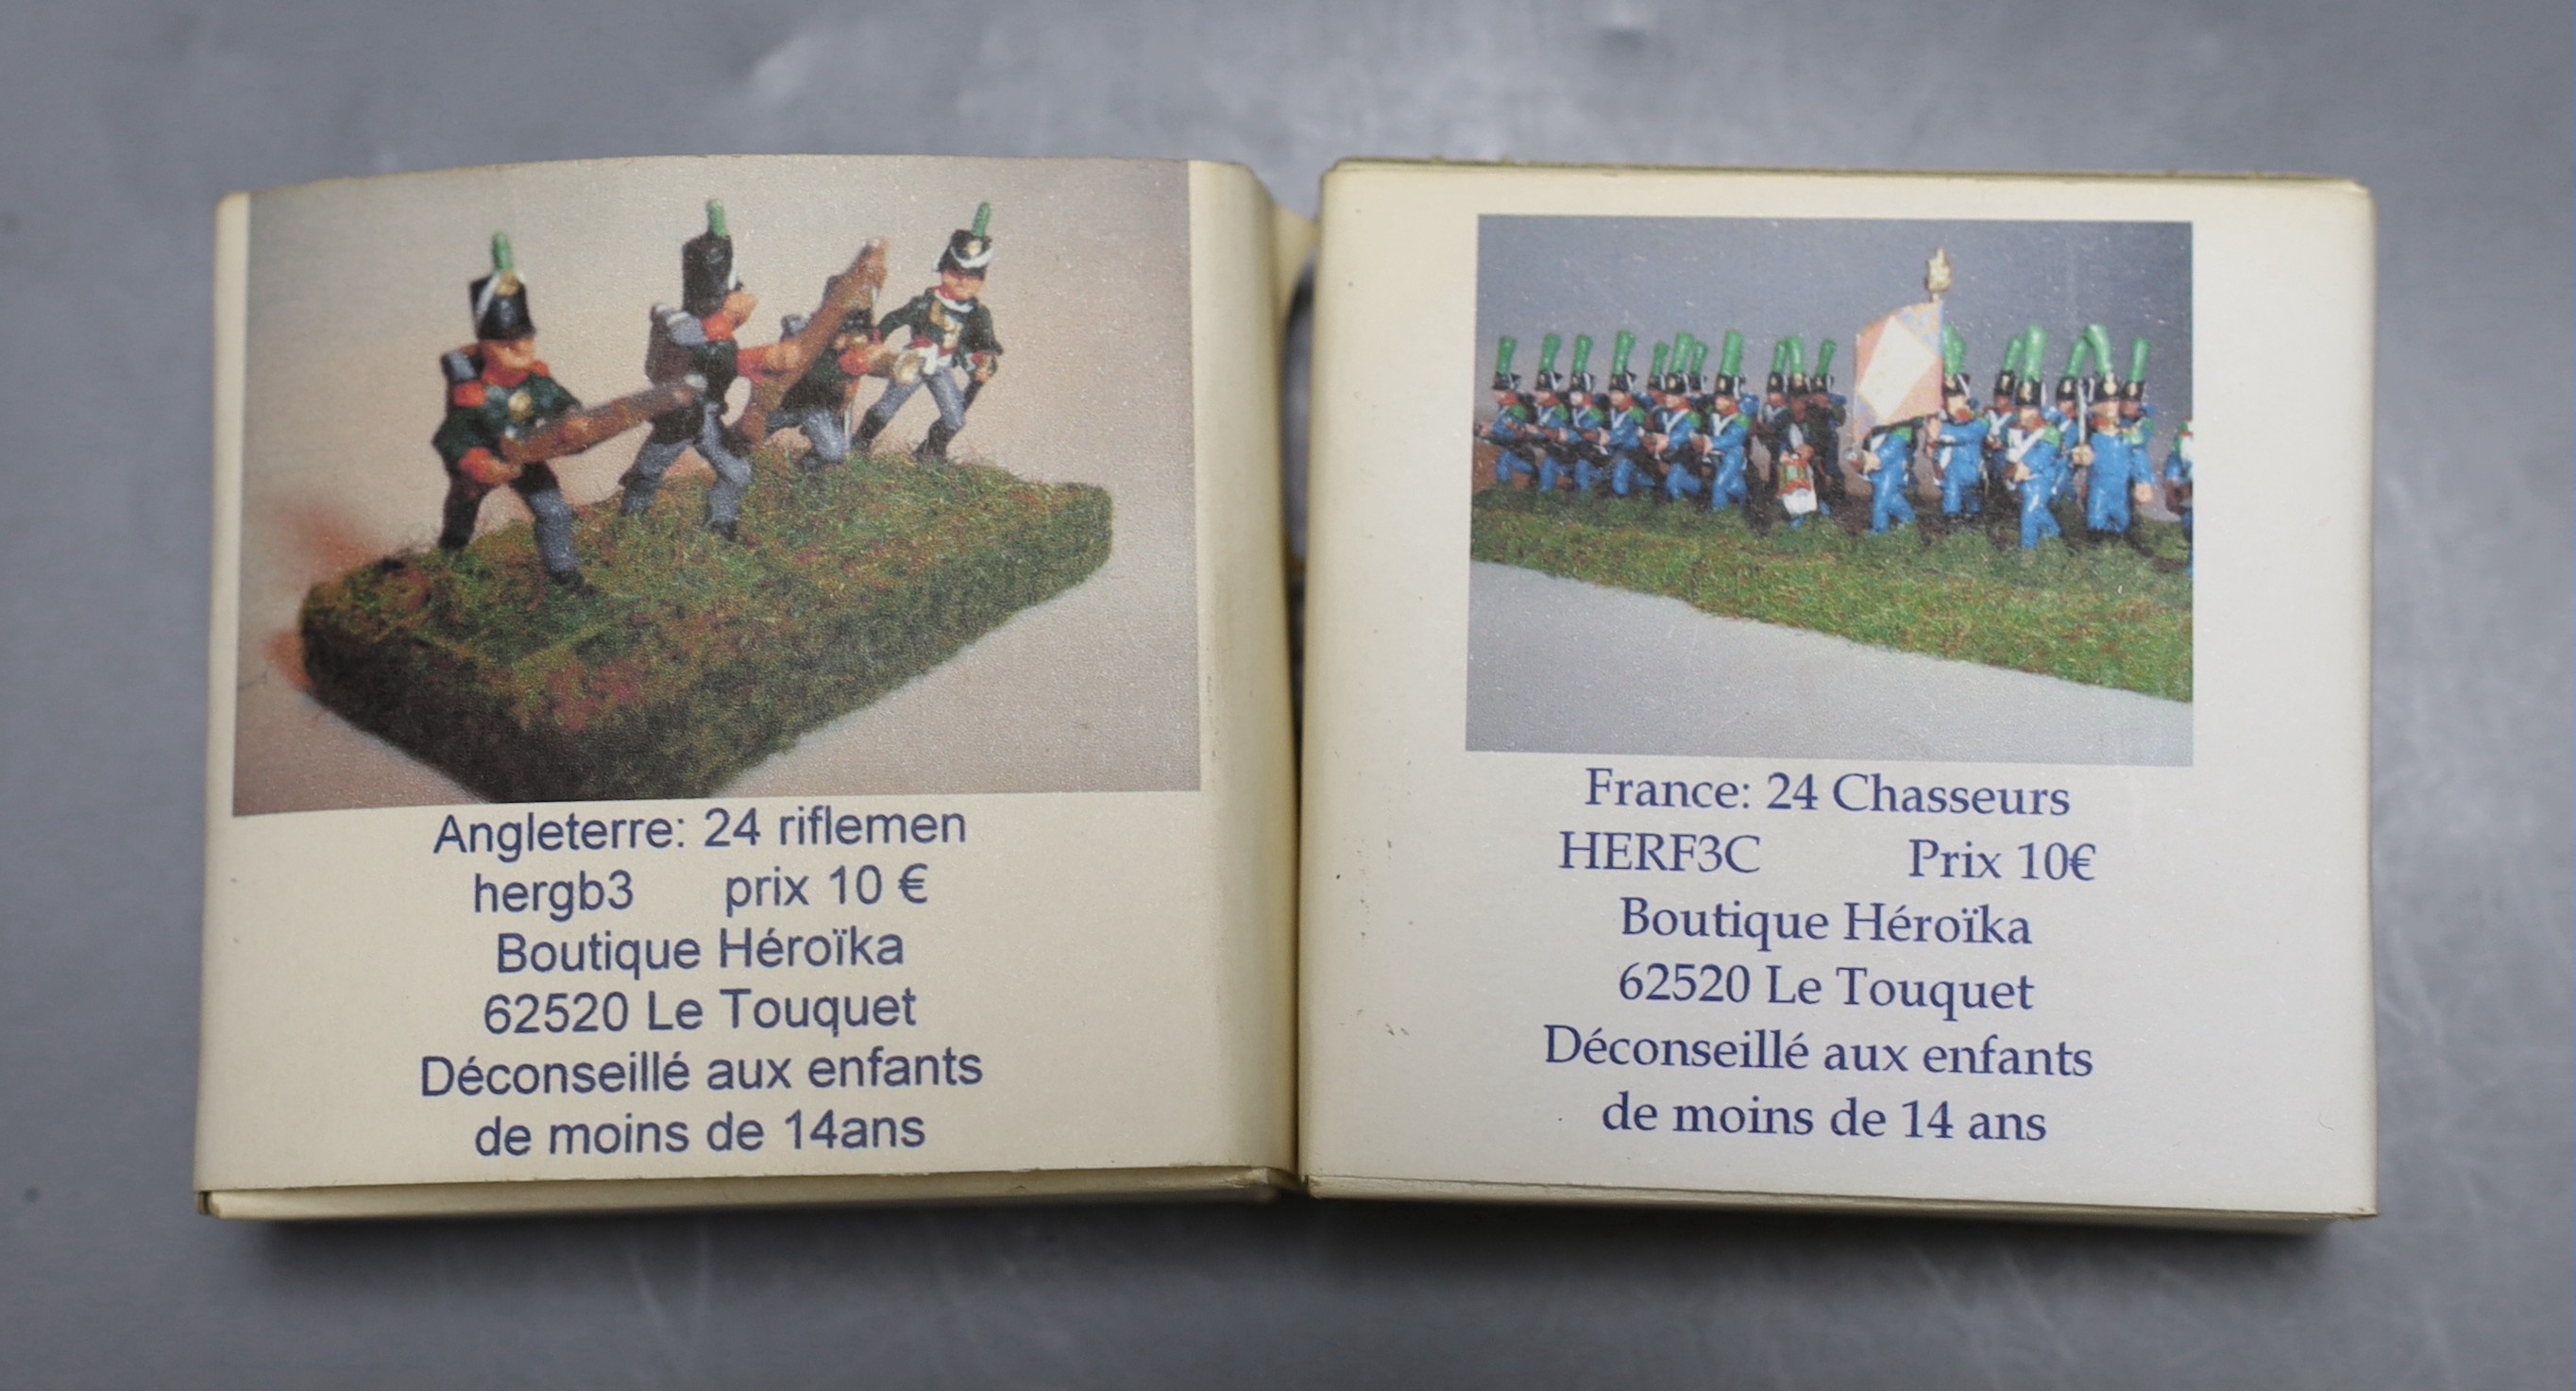 Angleterre: 24 riflemen
hergb3 prix 10 €
Boutique Héroïka
62520 Le Touquet
Déconseillé aux enfants
de moins de 14ans
France: 24 Chasseurs
HERF3C Prix 10€
Boutique Héroïka
62520 Le Touquet
Déconseillé aux enfants
de moins de 14 ans